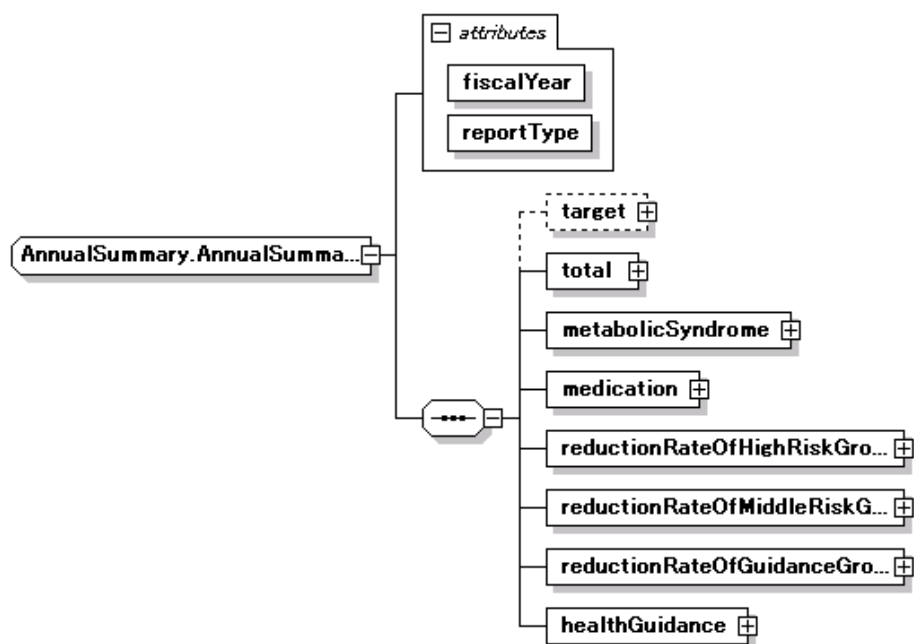 attributes
fiscalYear
reportType
target
AnnualSummary.AnnualSumma...
total
metabolicSyndrome
medication
reductionRateOfHighRiskGro...
reductionRateOfMiddleRiskG...
reductionRateOfGuidanceGro...
healthGuidance